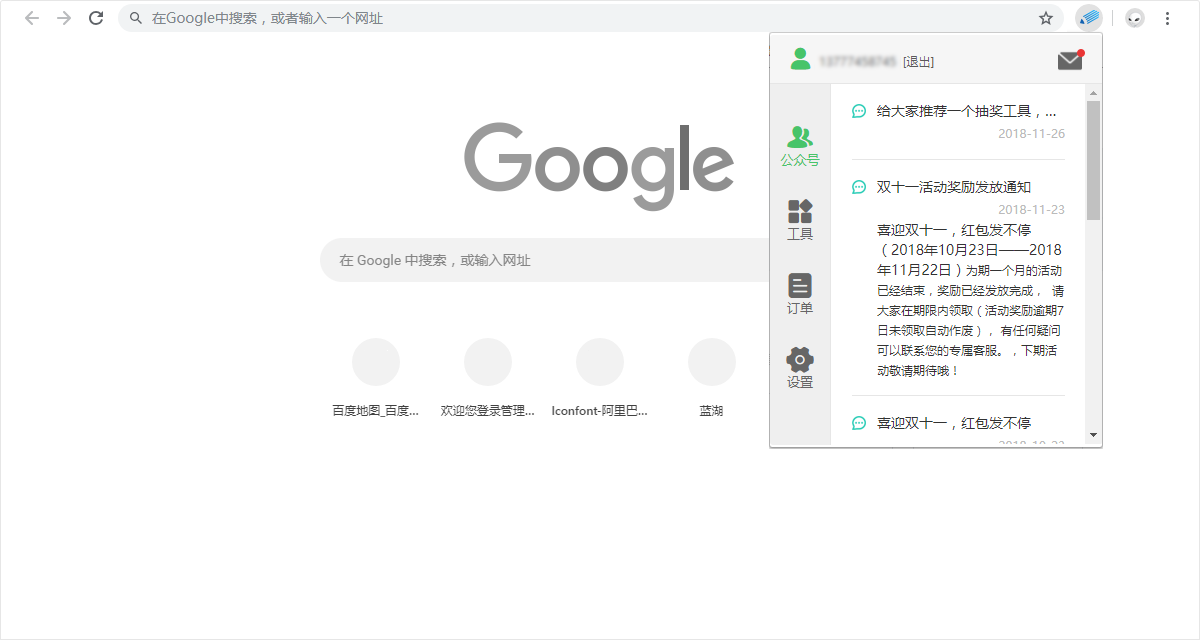 在Google中搜索，或者输入一个网址
[退出]
Google
在 Google 中搜索，或输入网址
百度地图_百度...
欢迎您登录管理...
Iconfont-阿里巴...
蓝湖
公众号
工具
订单
设置
给大家推荐一个抽奖工具，...
2018-11-26
双十一活动奖励发放通知
2018-11-23
喜迎双十一，红包发不停
（2018年10月23日——2018
年11月22日）为期一个月的活动
已经结束，奖励已经发放完成， 请
大家在期限内领取（活动奖励逾期7
日未领取自动作废），有任何疑问
可以联系您的专属客服。，下期活
动敬请期待哦！
喜迎双十一，红包发不停